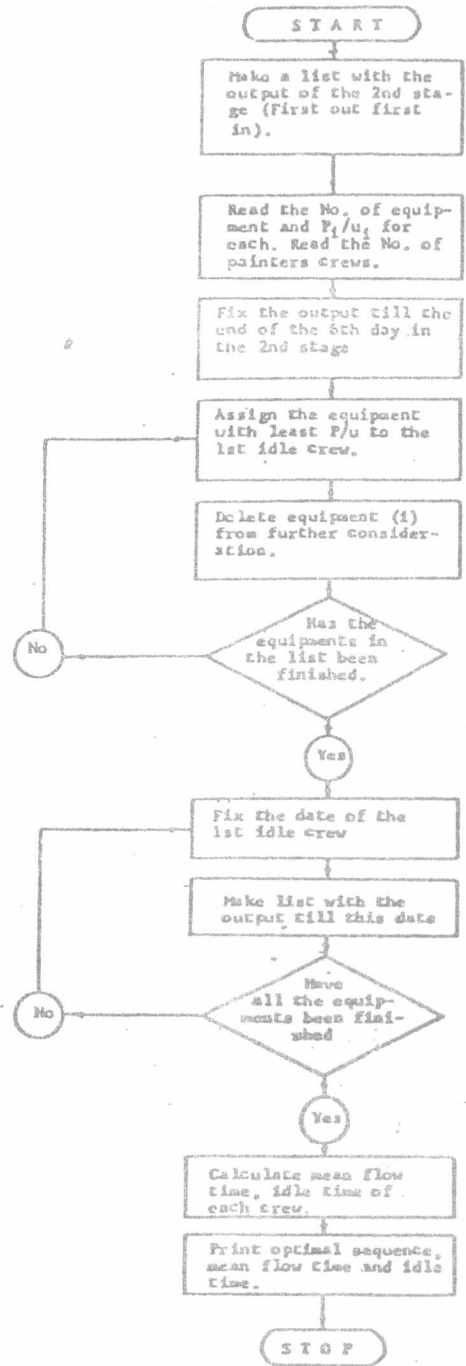 START
Make a list with the
output of the 2nd sta-
ge (First out first
in).
Read the No. of equip-
ment and Pi/ui for
each. Read the No. of
painters crews.
Fix the output till the
end of the 6th day in
the 2nd stage
Assign the equipment
with least P/u to the
1st idle crew.
Delete equipment (i)
from further consider-
ation.
Has the
equipments in
the list been
finished.
No
Yes
Fix the date of the
1st idle crew
Make list with the
output till this date
Have
all the equip-
ments been fini-
shed
No
Yes
Calculate mean flow
time, idle time of
each crew.
Print optimal sequence,
mean flow time and idle
time.
STOP